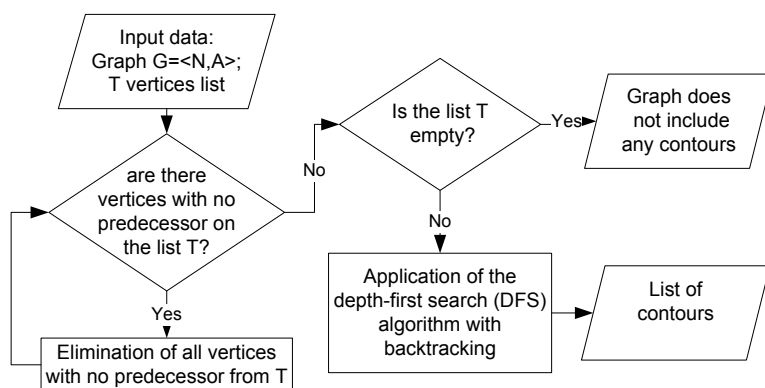 Input data:
Graph G=<N,A>;
T vertices list
are there
vertices with no
predecessor on
the list T?
Yes
Elimination of all vertices
with no predecessor from T
No
Is the list T
empty?
Yes
Graph does
not include
any contours
No
Application of the
depth-first search (DFS)
algorithm with
backtracking
List of
contours